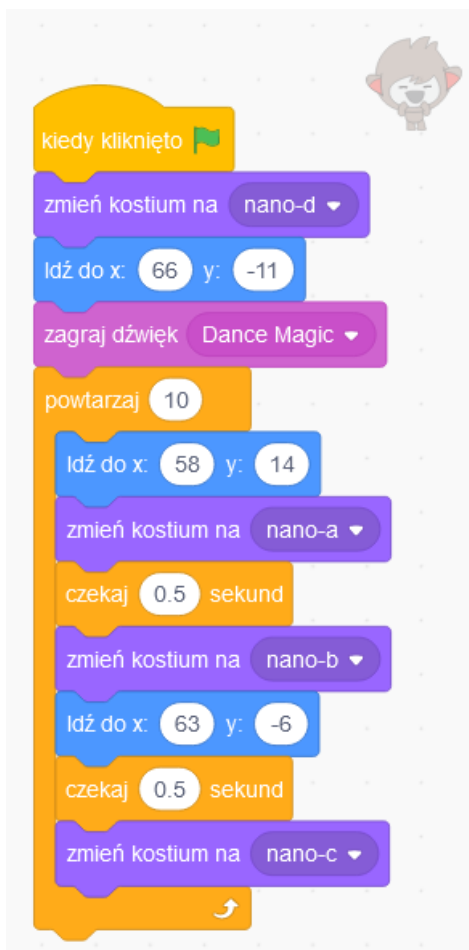 kiedy kliknięto
zmień kostium na nano-d
Idź do x: 66 y: -11
zagraj dźwięk Dance Magic
powtarzaj 10
Idź do x: 58 y: 14
zmień kostium na nano-a
czekaj 0.5 sekund
zmień kostium na nano-b
Idź do x: 63 y: -6
czekaj 0.5 sekund
zmień kostium na nano-c